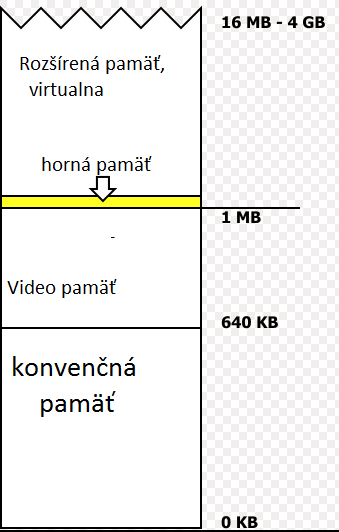 16 MB - 4 GB
Rozšírená pamäť,
virtualna
horná pamäť
1 MB
-
Video pamäť
640 KB
konvenčná
pamäť
0 KB